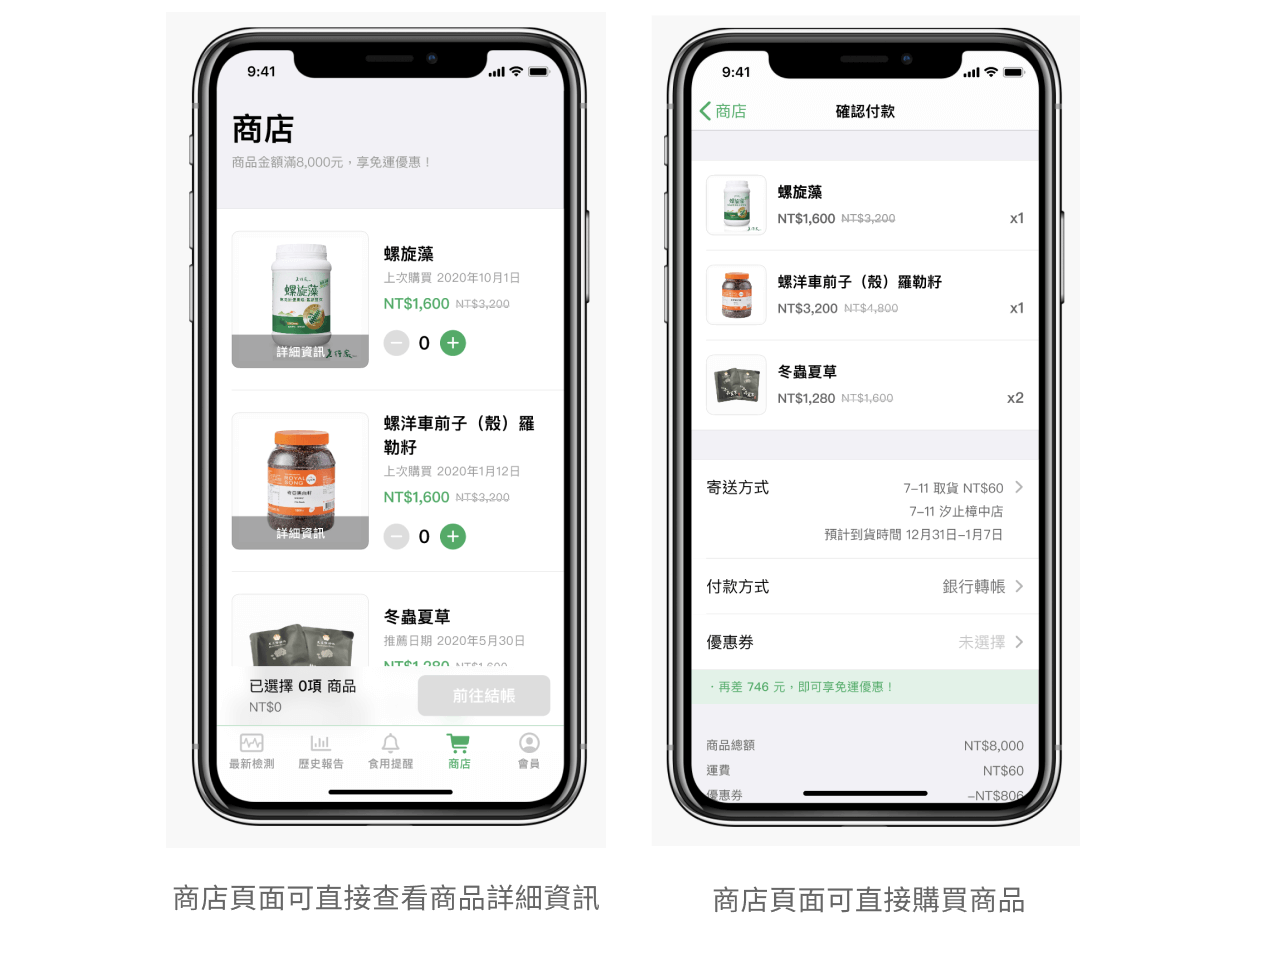 9:41
商店
商品金額滿8,000元，享免運優惠！
螺旋藻
螺旋藻
上次購買 2020年10月1日
NT$1,600 NT$3,200
詳細資訊
0
螺洋車前子（殼）羅
勒籽
上次購買 2020年1月12日
NT$1,600 NT$3,200
ROYAL
詳細資訊
0
冬蟲夏草
推薦日期 2020年5月30日
NT$1,280 NT$1,600
已選擇 0項 商品
NT$0
前往結帳
最新檢測
歷史報告
食用提醒
商店
會員
商店頁面可直接查看商品詳細資訊
9:41
商店
確認付款
螺旋藻
螺旋藻
NT$1,600 NT$3,200
x1
螺洋車前子（殼）羅勒籽
NT$3,200 NT$4,800
x1
冬蟲夏草
NT$1,280 NT$1,600
x2
寄送方式
7-11 取貨 NT$60
7-11 汐止樟中店
預計到貨時間 12月31日-1月7日
付款方式
銀行轉帳
優惠券
未選擇
· 再差 746 元，即可享免運優惠！
商品總額
NT$8,000
運費
NT$60
優惠券
-NT$806
商店頁面可直接購買商品